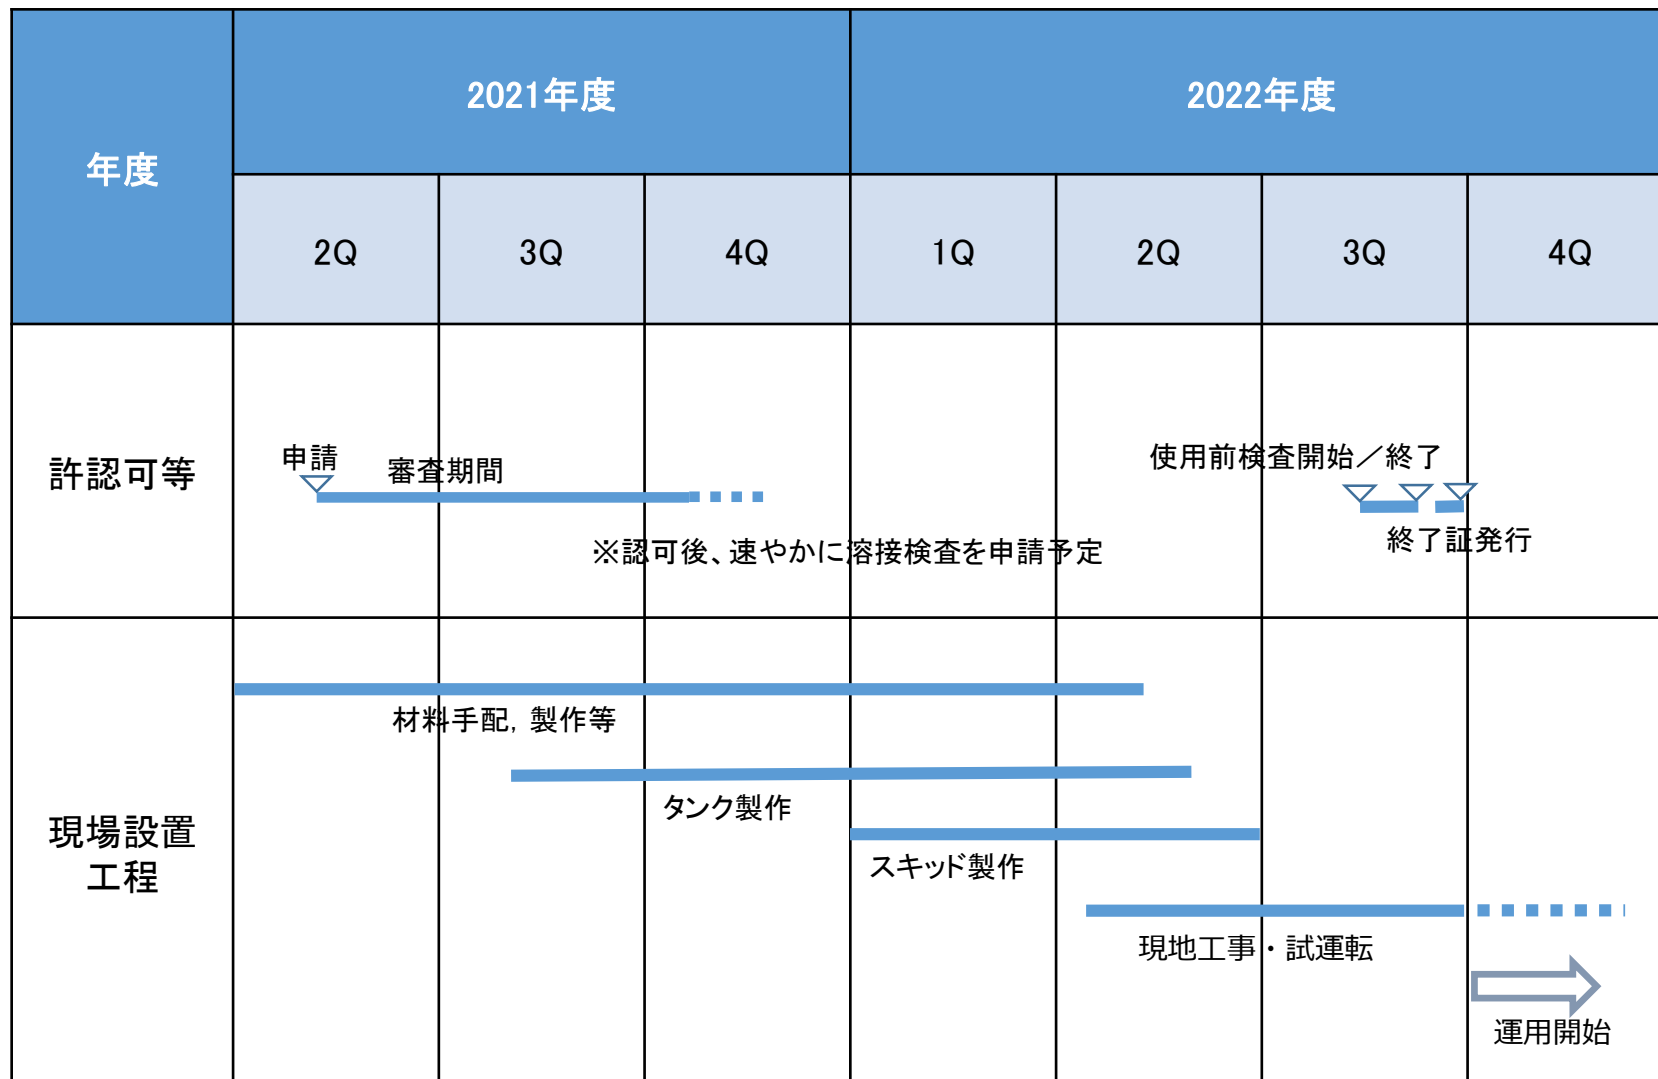 年度
2021年度
2022年度
2Q
3Q
4Q
1Q
2Q
3Q
4Q
許認可等
申請
審査期間
※認可後、速やかに溶接検査を申請予定
使用前検査開始／終了
終了証発行
現場設置
工程
材料手配，製作等
タンク製作
スキッド製作
現地工事・試運転
運用開始